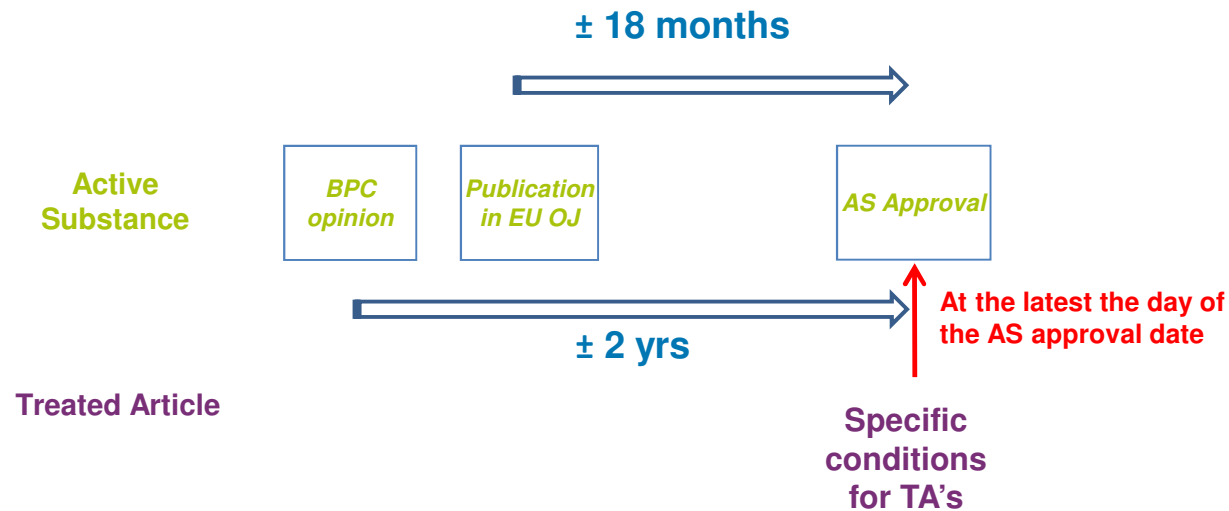 ± 18 months
Active
Substance
BPC
opinion
Publication
in EU OJ
AS Approval
± 2 yrs
At the latest the day of
the AS approval date
Treated Article
Specific
conditions
for TA's